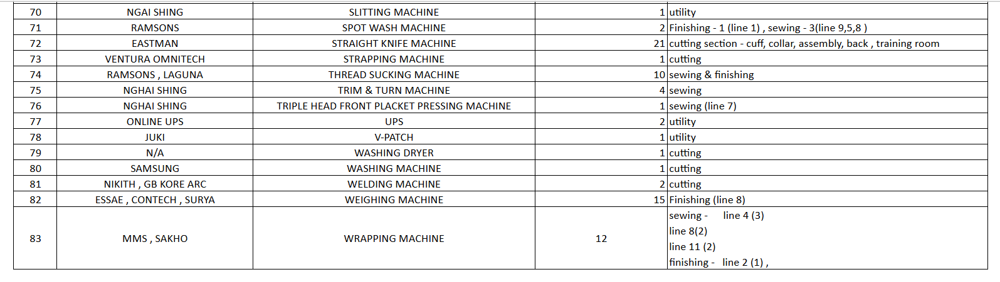 70 NGAI SHING SLITTING MACHINE 1 utility
71 RAMSONS SPOT WASH MACHINE 2 Finishing - 1 (line 1) , sewing - 3(line 9,5,8 )
72 EASTMAN STRAIGHT KNIFE MACHINE 21 cutting section - cuff, collar, assembly, back , training room
73 VENTURA OMNITECH STRAPPING MACHINE 1 cutting
74 RAMSONS , LAGUNA THREAD SUCKING MACHINE 10 sewing & finishing
75 NGHAI SHING TRIM & TURN MACHINE 4 sewing
76 NGHAI SHING TRIPLE HEAD FRONT PLACKET PRESSING MACHINE 1 sewing (line 7)
77 ONLINE UPS UPS 2 utility
78 JUKI V-PATCH 1 utility
79 N/A WASHING DRYER 1 cutting
80 SAMSUNG WASHING MACHINE 1 cutting
81 NIKITH , GB KORE ARC WELDING MACHINE 2 cutting
82 ESSAE , CONTECH , SURYA WEIGHING MACHINE 15 Finishing (line 8)
83 MMS , SAKHO WRAPPING MACHINE 12 sewing - line 4 (3)
line 8(2)
line 11 (2)
finishing - line 2 (1) ,